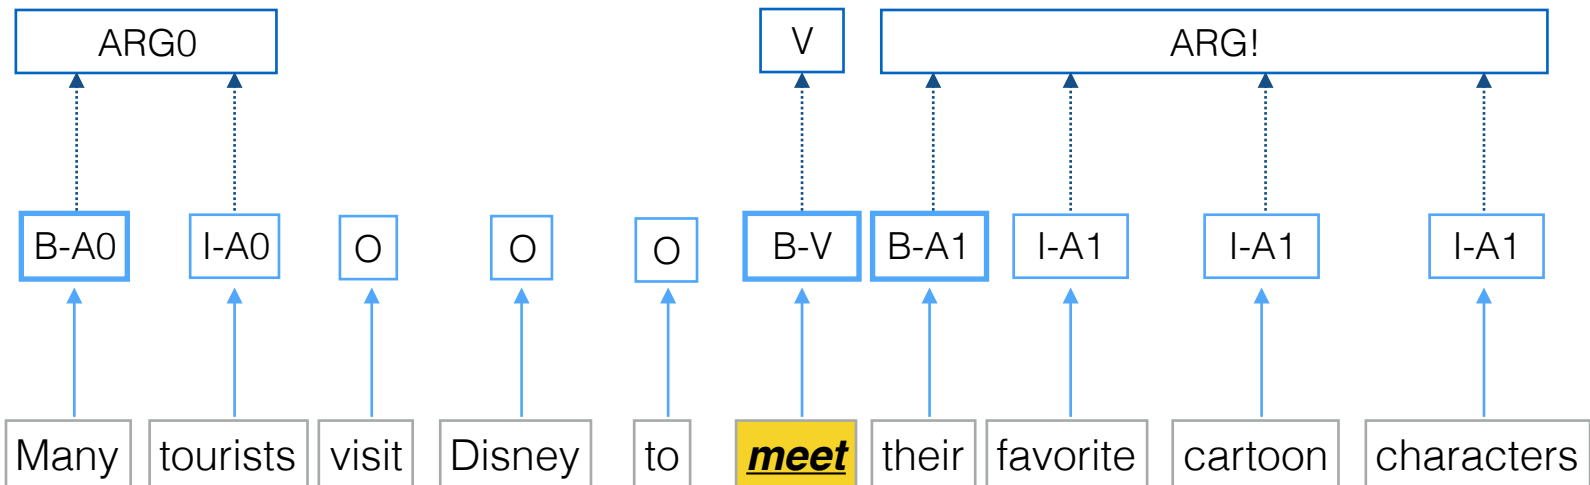 ARG0 V ARG!
B-A0 I-A0 O O O B-V B-A1 I-A1 I-A1 I-A1
Many tourists visit Disney to meet their favorite cartoon characters